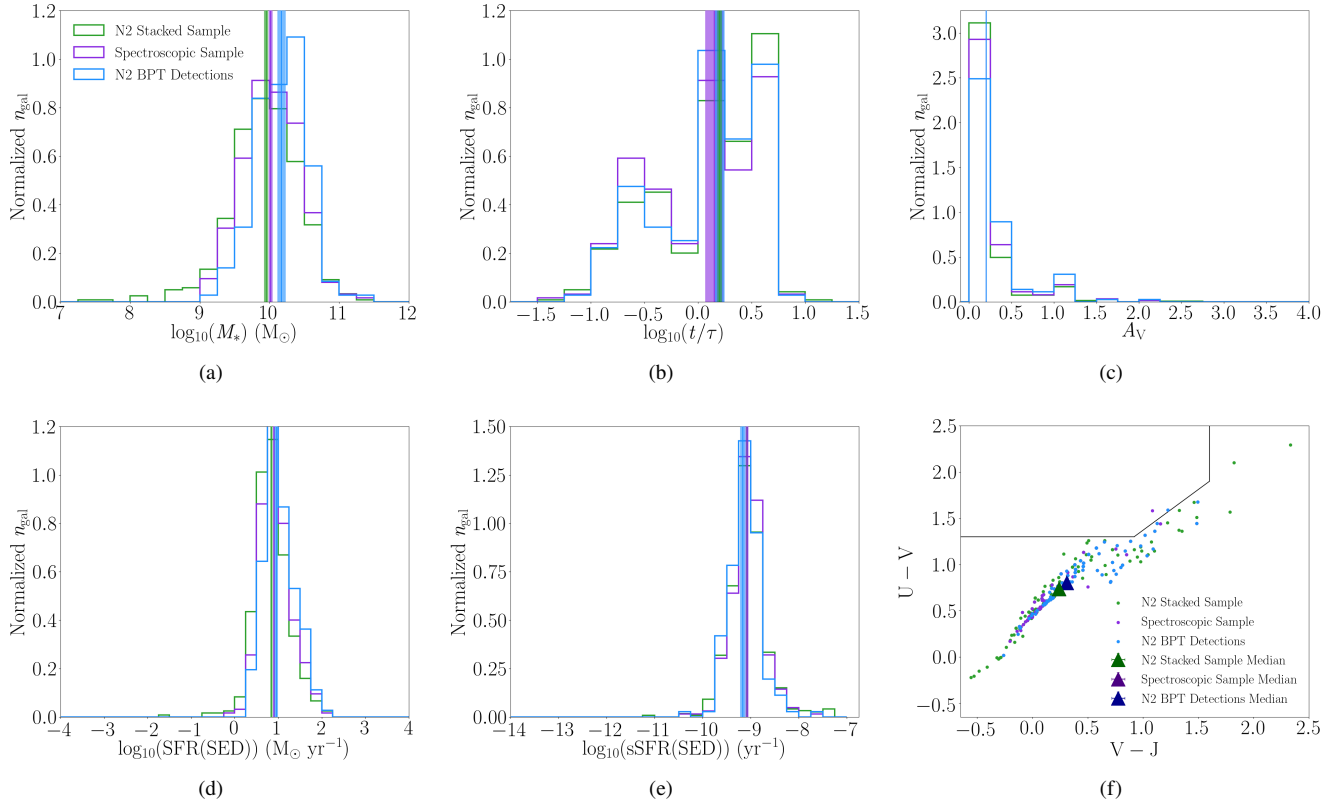 1.2
1.0
0.8
0.6
0.4
0.2
0.0
Normalized n_gal
N2 Stacked Sample
Spectroscopic Sample
N2 BPT Detections
7 8 9 10 11 12
log₁₀(M_*) (M_⊙)
(a)
1.2
1.0
0.8
0.6
0.4
0.2
0.0
Normalized n_gal
−1.5 −1.0 −0.5 0.0 0.5 1.0 1.5
log₁₀(t/τ)
(b)
3.0
2.5
2.0
1.5
1.0
0.5
0.0
Normalized n_gal
0.0 0.5 1.0 1.5 2.0 2.5 3.0 3.5 4.0
A_V
(c)
1.2
1.0
0.8
0.6
0.4
0.2
0.0
Normalized n_gal
−4 −3 −2 −1 0 1 2 3 4
log₁₀(SFR(SED)) (M_⊙ yr⁻¹)
(d)
1.50
1.25
1.00
0.75
0.50
0.25
0.00
Normalized n_gal
−14 −13 −12 −11 −10 −9 −8 −7
log₁₀(sSFR(SED)) (yr⁻¹)
(e)
2.5
2.0
1.5
1.0
0.5
0.0
−0.5
U − V
N2 Stacked Sample
Spectroscopic Sample
N2 BPT Detections
N2 Stacked Sample Median
Spectroscopic Sample Median
N2 BPT Detections Median
−0.5 0.0 0.5 1.0 1.5 2.0 2.5
V − J
(f)